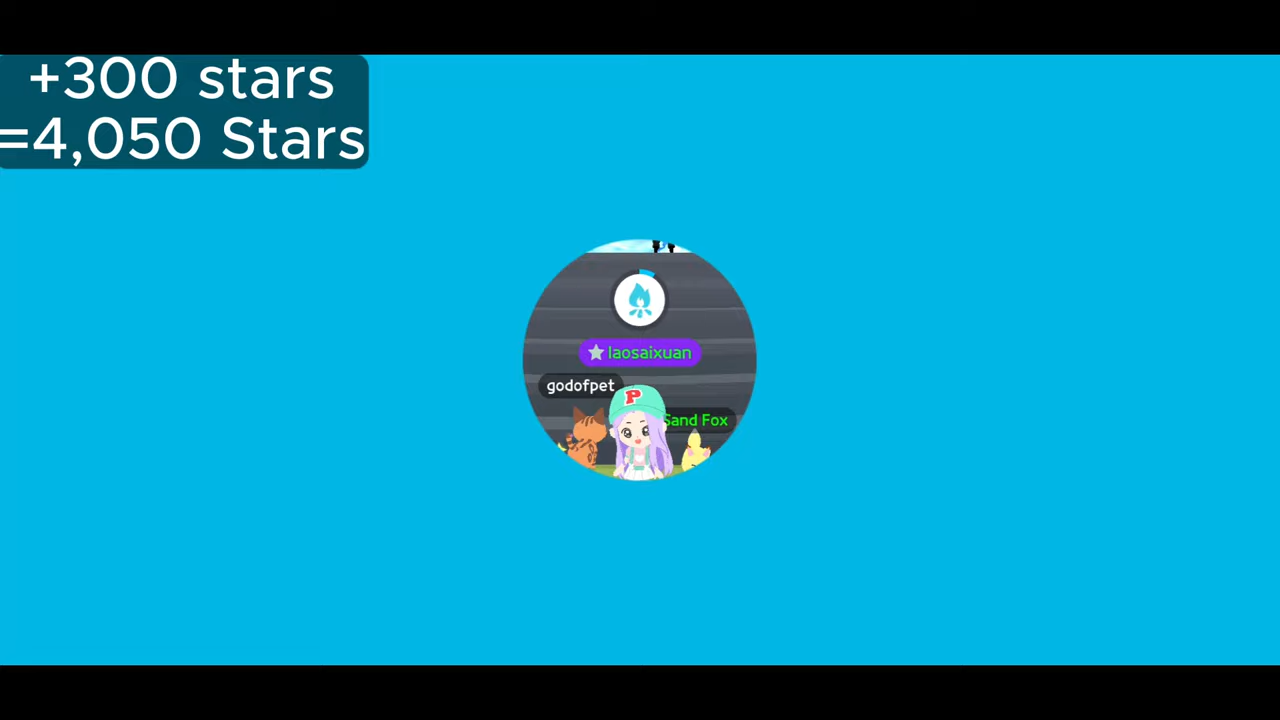 +300 stars
=4,050 Stars
laosaixuan
godofpet
P
Sand Fox